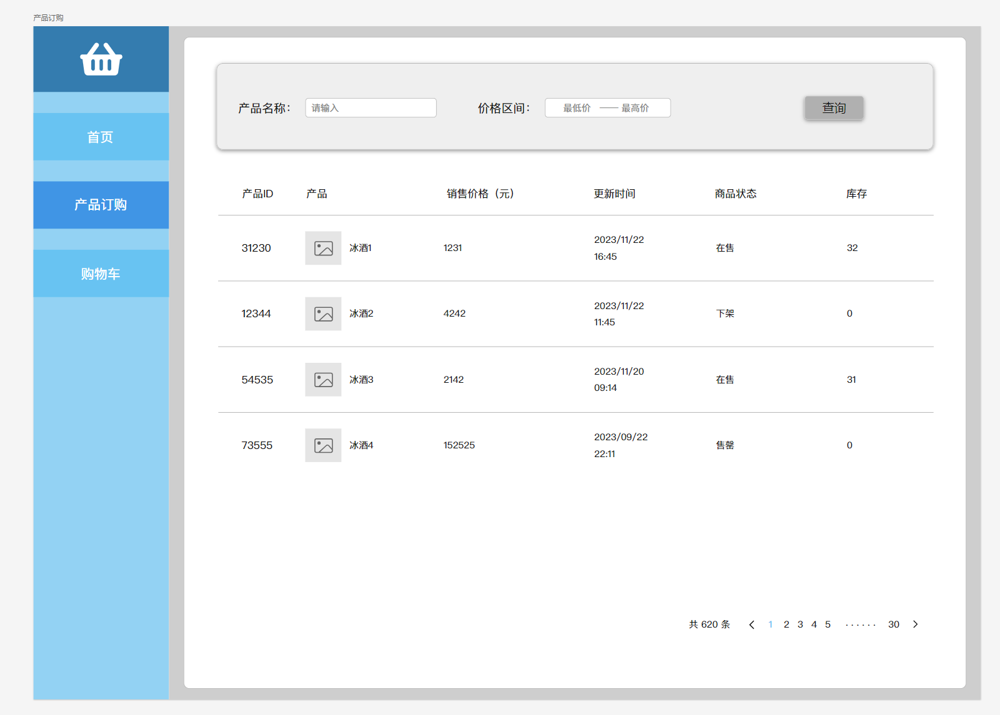 产品订购
首页
产品订购
购物车
产品名称： 请输入 价格区间： 最低价 —— 最高价 查询
产品ID 产品 销售价格（元） 更新时间 商品状态 库存
31230 冰酒1 1231 2023/11/22 16:45 在售 32
12344 冰酒2 4242 2023/11/22 11:45 下架 0
54535 冰酒3 2142 2023/11/20 09:14 在售 31
73555 冰酒4 152525 2023/09/22 22:11 售罄 0
共 620 条 < 1 2 3 4 5 ······ 30 >